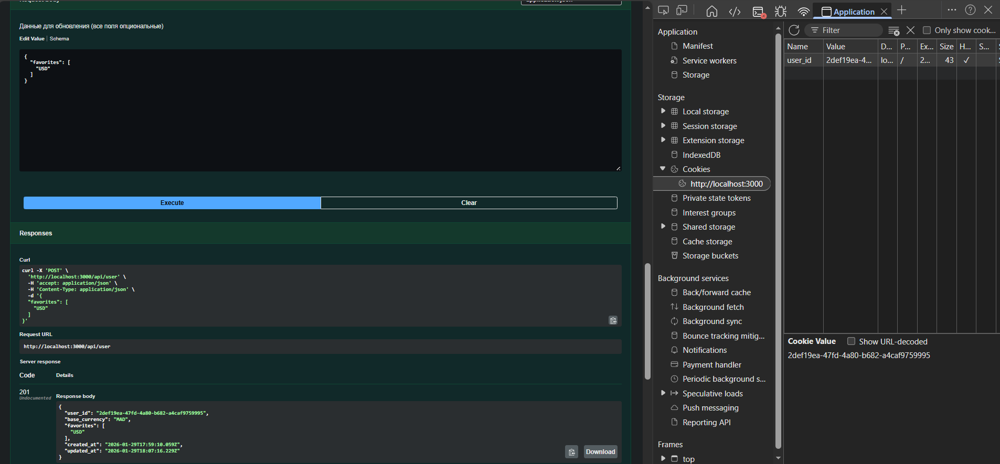 Данные для обновления (все поля опциональные)
Edit Value | Schema
{
  "favorites": [
    "USD"
  ]
}
Execute
Clear
Responses
Curl
curl -X 'POST' \
  'http://localhost:3000/api/user' \
  -H 'accept: application/json' \
  -H 'Content-Type: application/json' \
  -d '{
  "favorites": [
    "USD"
  ]
}'
Request URL
http://localhost:3000/api/user
Server response
Code Details
201
Undocumented
Response body
{
  "user_id": "2def19ea-47fd-4a80-b682-a4caf9759995",
  "base_currency": "MAD",
  "favorites": [
    "USD"
  ],
  "created_at": "2026-01-29T17:59:10.059Z",
  "updated_at": "2026-01-29T18:07:16.229Z"
}
Download
Application
Application
Manifest
Service workers
Storage
Storage
Local storage
Session storage
Extension storage
IndexedDB
Cookies
http://localhost:3000
Private state tokens
Interest groups
Shared storage
Cache storage
Storage buckets
Background services
Back/forward cache
Background fetch
Background sync
Bounce tracking mitig...
Notifications
Payment handler
Periodic background s...
Speculative loads
Push messaging
Reporting API
Frames
top
Filter
Only show cook...
Name Value D... P... Ex... Size H... S...
user_id 2def19ea-4... lo... / 2... 43 ✓
Cookie Value Show URL-decoded
2def19ea-47fd-4a80-b682-a4caf9759995